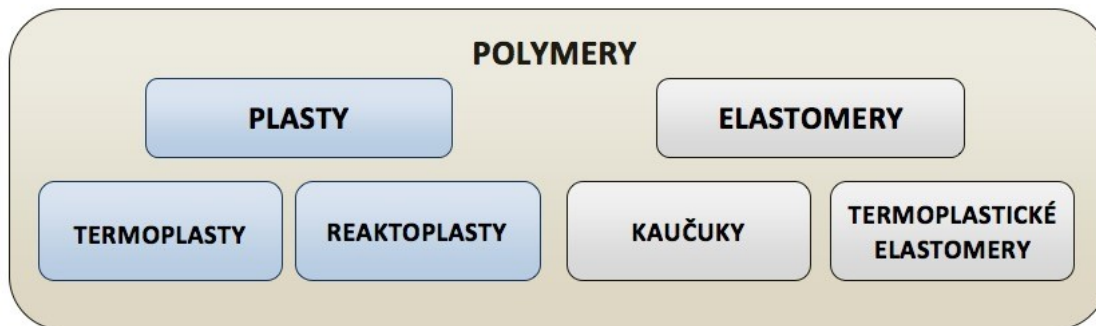 POLYMERY
PLASTY
ELASTOMERY
TERMOPLASTY
REAKTOPLASTY
KAUČUKY
TERMOPLASTICKÉ
ELASTOMERY